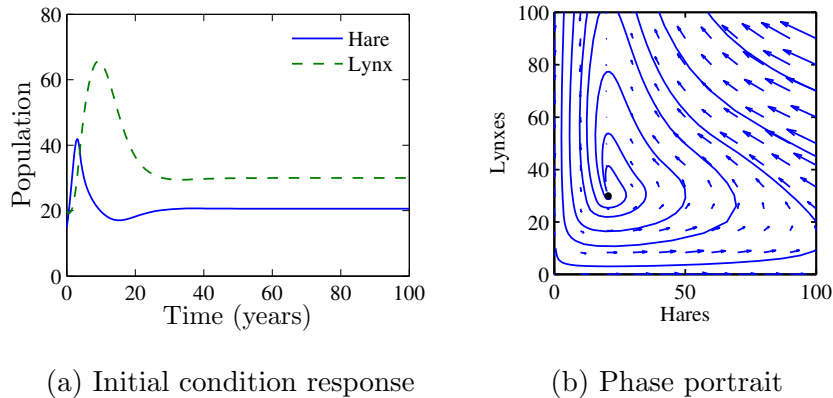 80
60
40
20
0
Population
Hare
Lynx
0 20 40 60 80 100
Time (years)
(a) Initial condition response
100
80
60
40
20
0
Lynxes
0 50 100
Hares
(b) Phase portrait